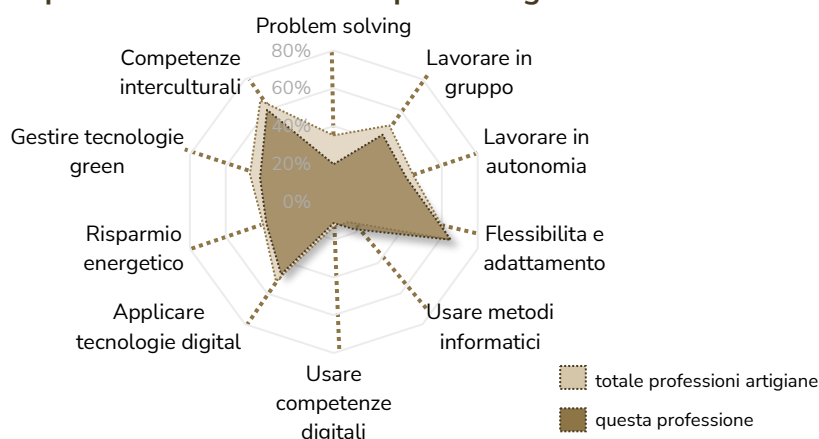 Problem solving
Competenze
interculturali
Lavorare in
gruppo
80%
60%
40%
20%
0%
Gestire tecnologie
green
Lavorare in
autonomia
Risparmio
energetico
Flessibilita e
adattamento
Applicare
tecnologie digital
Usare metodi
informatici
Usare
competenze
digitali
totale professioni artigiane
questa professione